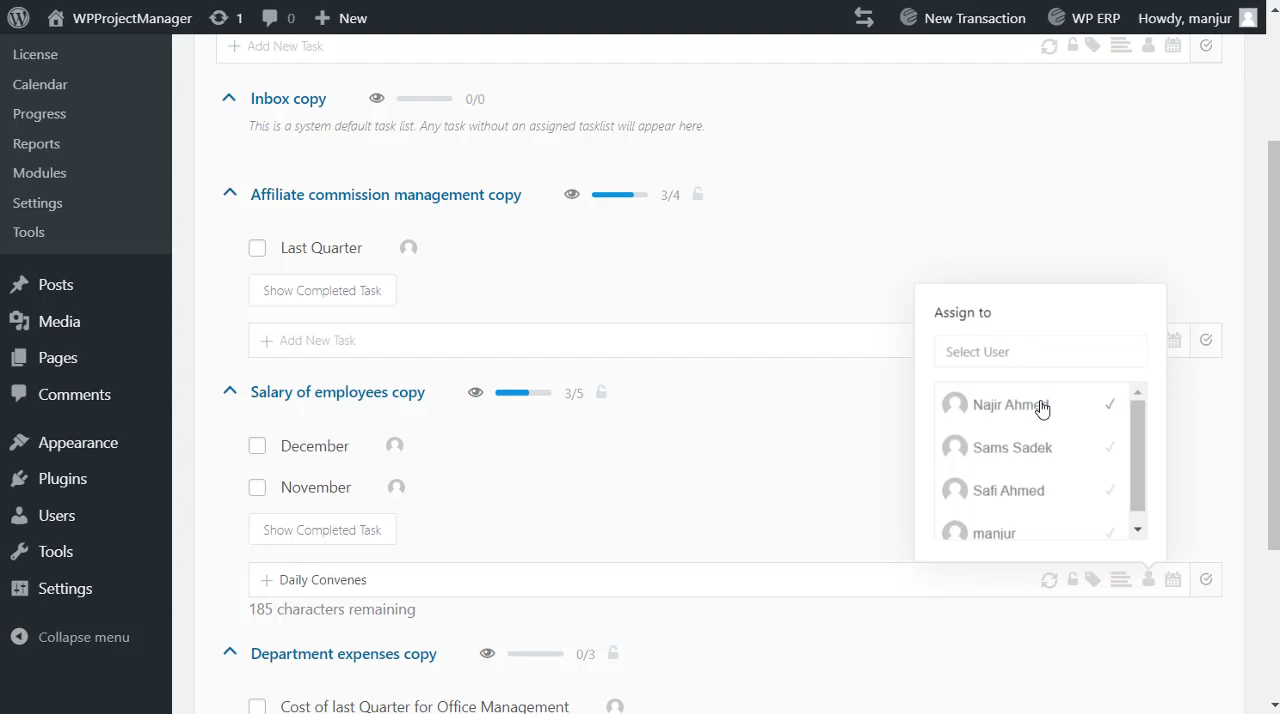 WPProjectManager 1 0 New New Transaction WP ERP Howdy, manjur
License
Calendar
Progress
Reports
Modules
Settings
Tools
Posts
Media
Pages
Comments
Appearance
Plugins
Users
Tools
Settings
Collapse menu
Add New Task
Inbox copy 0/0
This is a system default task list. Any task without an assigned tasklist will appear here.
Affiliate commission management copy 3/4
Last Quarter
Show Completed Task
Add New Task
Salary of employees copy 3/5
December
November
Show Completed Task
Daily Convenes
185 characters remaining
Department expenses copy 0/3
Cost of last Quarter for Office Management
Assign to
Select User
Najir Ahmed
Sams Sadek
Safi Ahmed
manjur